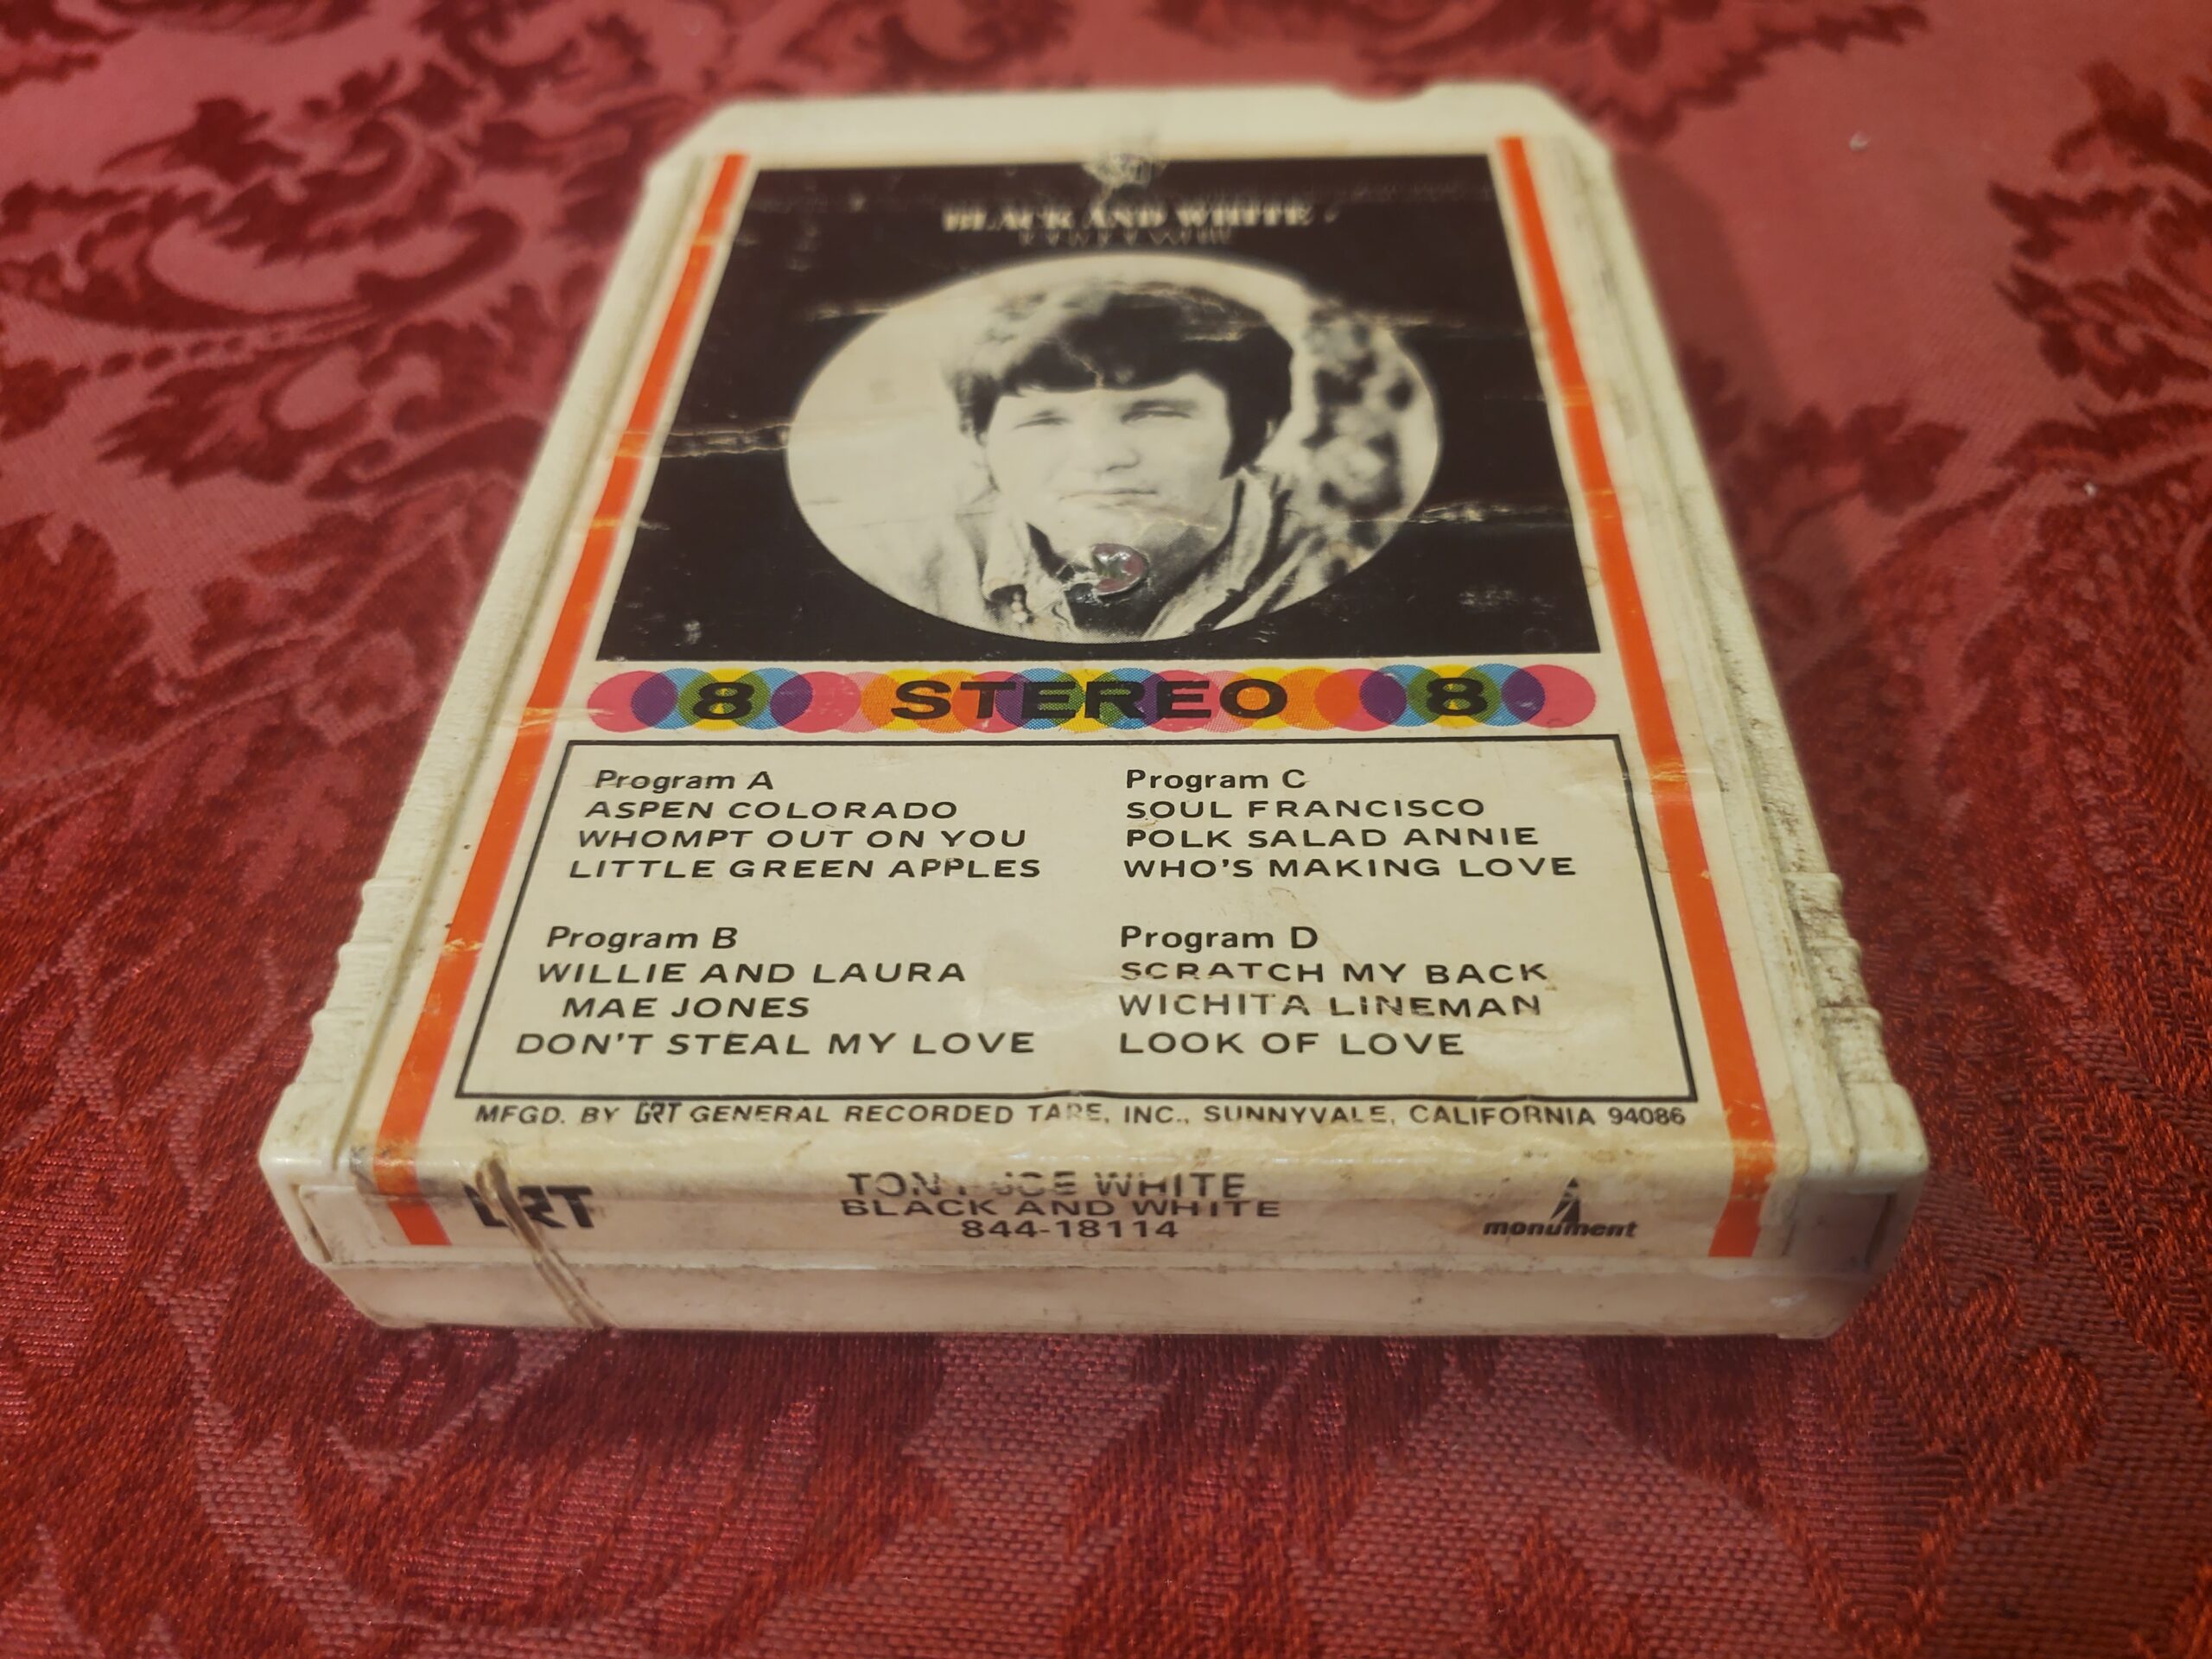 BLACK AND WHITE
8 STEREO 8
Program A
ASPEN COLORADO
WHOMPT OUT ON YOU
LITTLE GREEN APPLES
Program B
WILLIE AND LAURA
MAE JONES
DON'T STEAL MY LOVE
Program C
SOUL FRANCISCO
POLK SALAD ANNIE
WHO'S MAKING LOVE
Program D
SCRATCH MY BACK
WICHITA LINEMAN
LOOK OF LOVE
MFGD. BY GRT GENERAL RECORDED TAPE, INC., SUNNYVALE, CALIFORNIA 94086
GRT
TONY JOE WHITE
BLACK AND WHITE
844-18114
monument